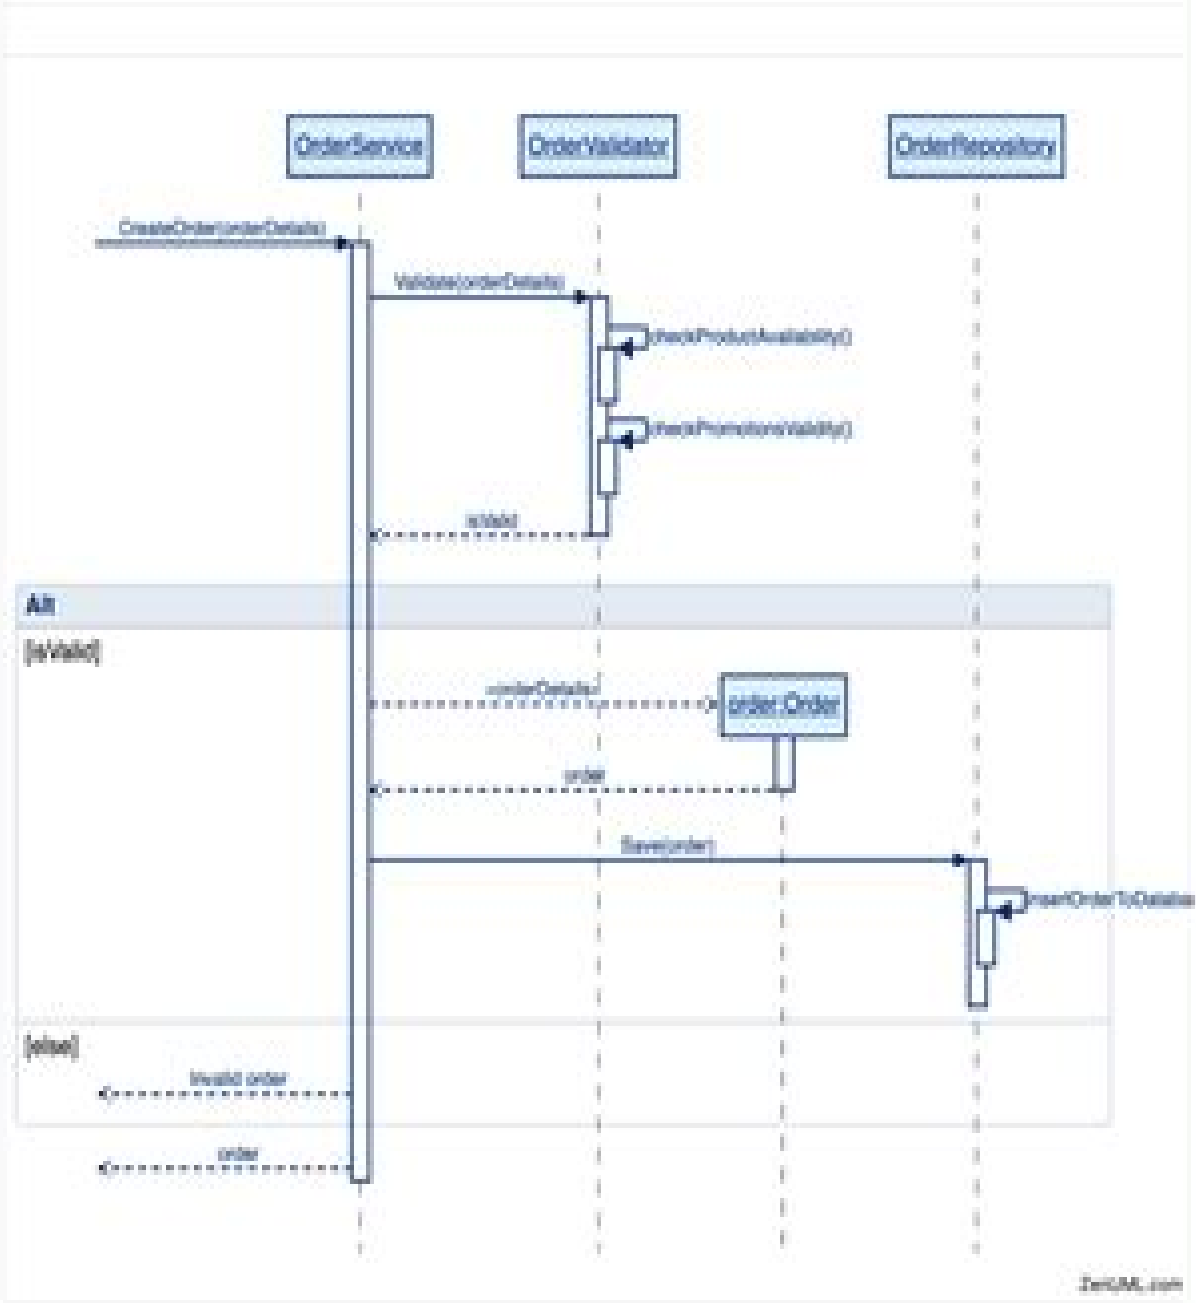 OrderService
OrderValidator
OrderRepository
CreateOrder(orderDetails)
Validate(orderDetails)
checkProductAvailability()
checkPromotionsValidity()
isValid
Alt
[isValid]
«orderDetails»
order:Order
order
Save(order)
insertOrderToDatabas
[else]
Invalid order
order
ZenUML.com